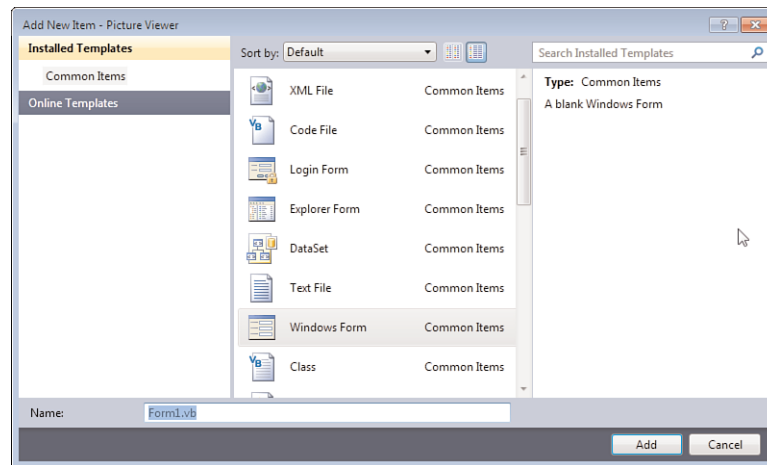 Add New Item - Picture Viewer
Installed Templates
Common Items
Online Templates
Sort by: Default
Search Installed Templates
XML File Common Items
Code File Common Items
Login Form Common Items
Explorer Form Common Items
DataSet Common Items
Text File Common Items
Windows Form Common Items
Class Common Items
Type: Common Items
A blank Windows Form
Name: Form1.vb
Add Cancel